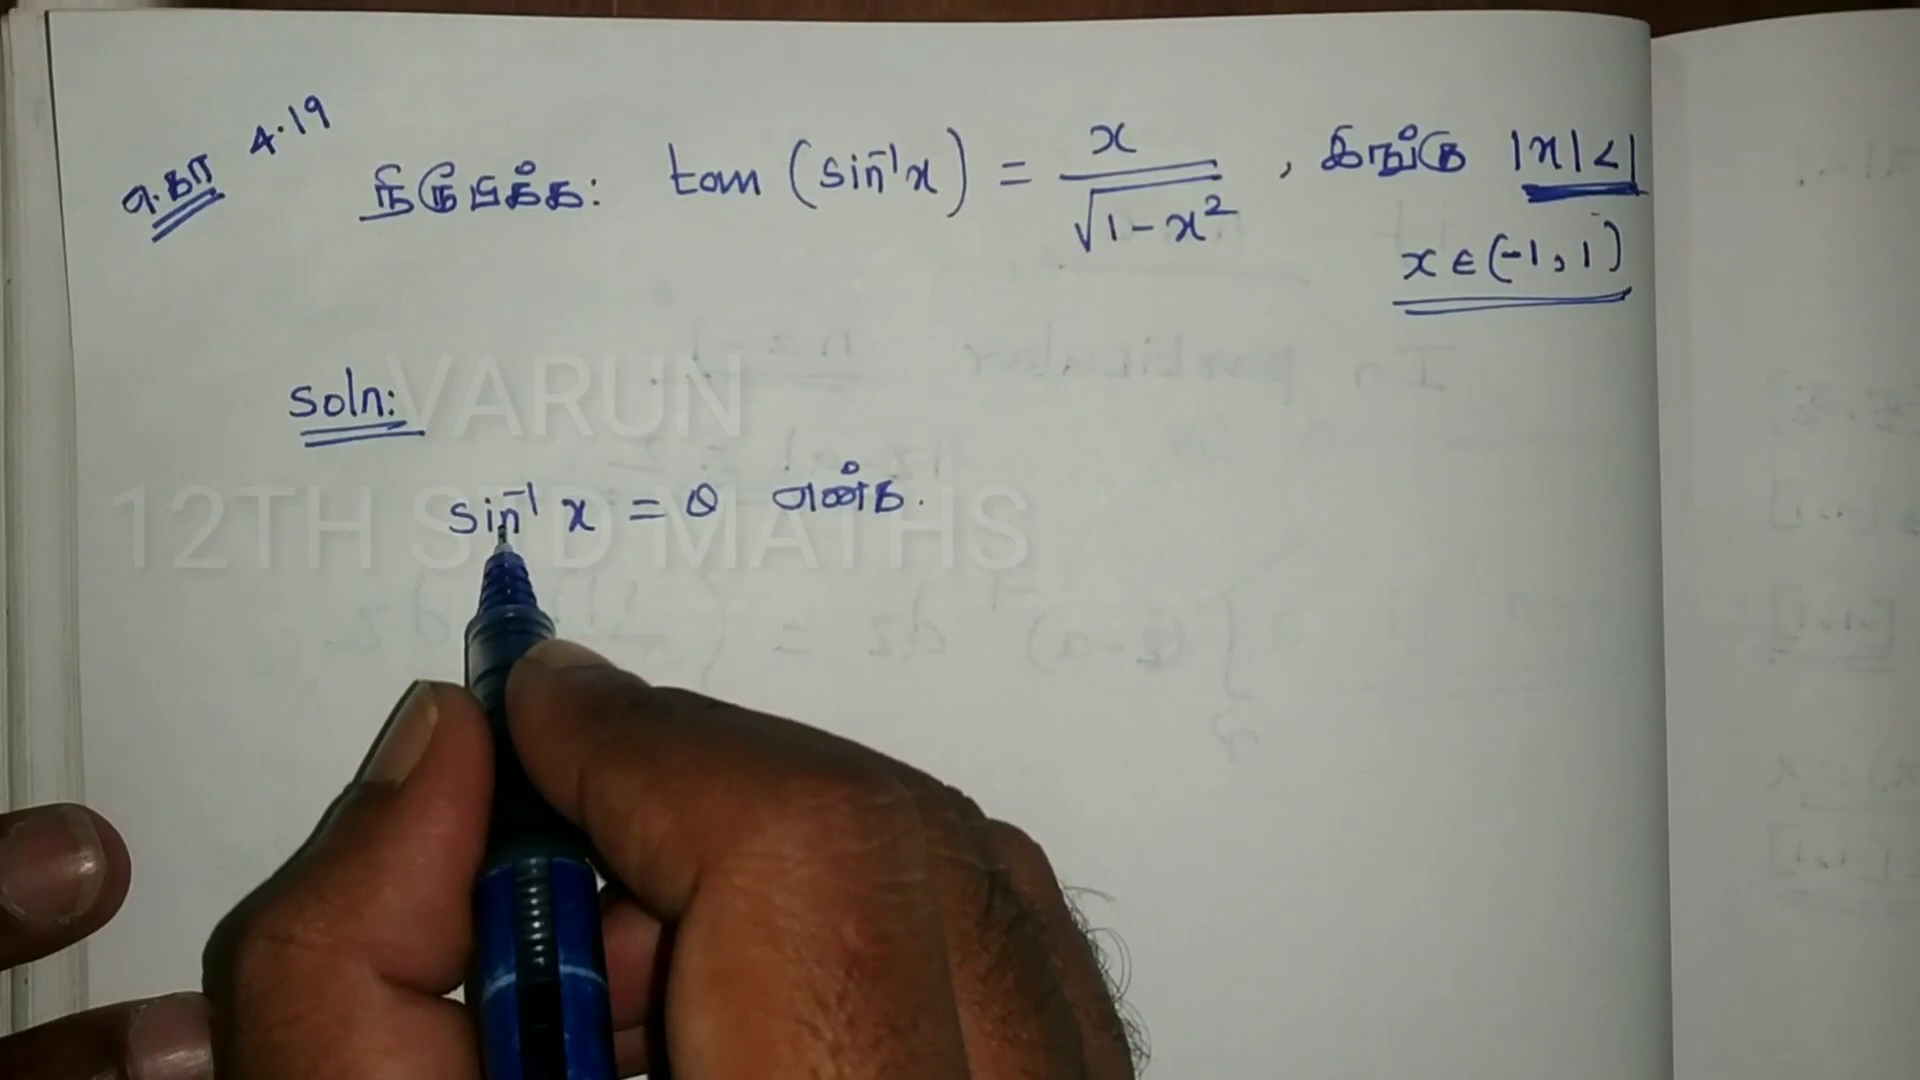 எ.கா 4.19
நிரூபிக்க: tan (sin⁻¹x) = x/√1-x² , இங்கு |x|<1
x ∈ (-1, 1)
Soln:
VARUN
sin⁻¹ x = θ என்க.
12TH STD MATHS